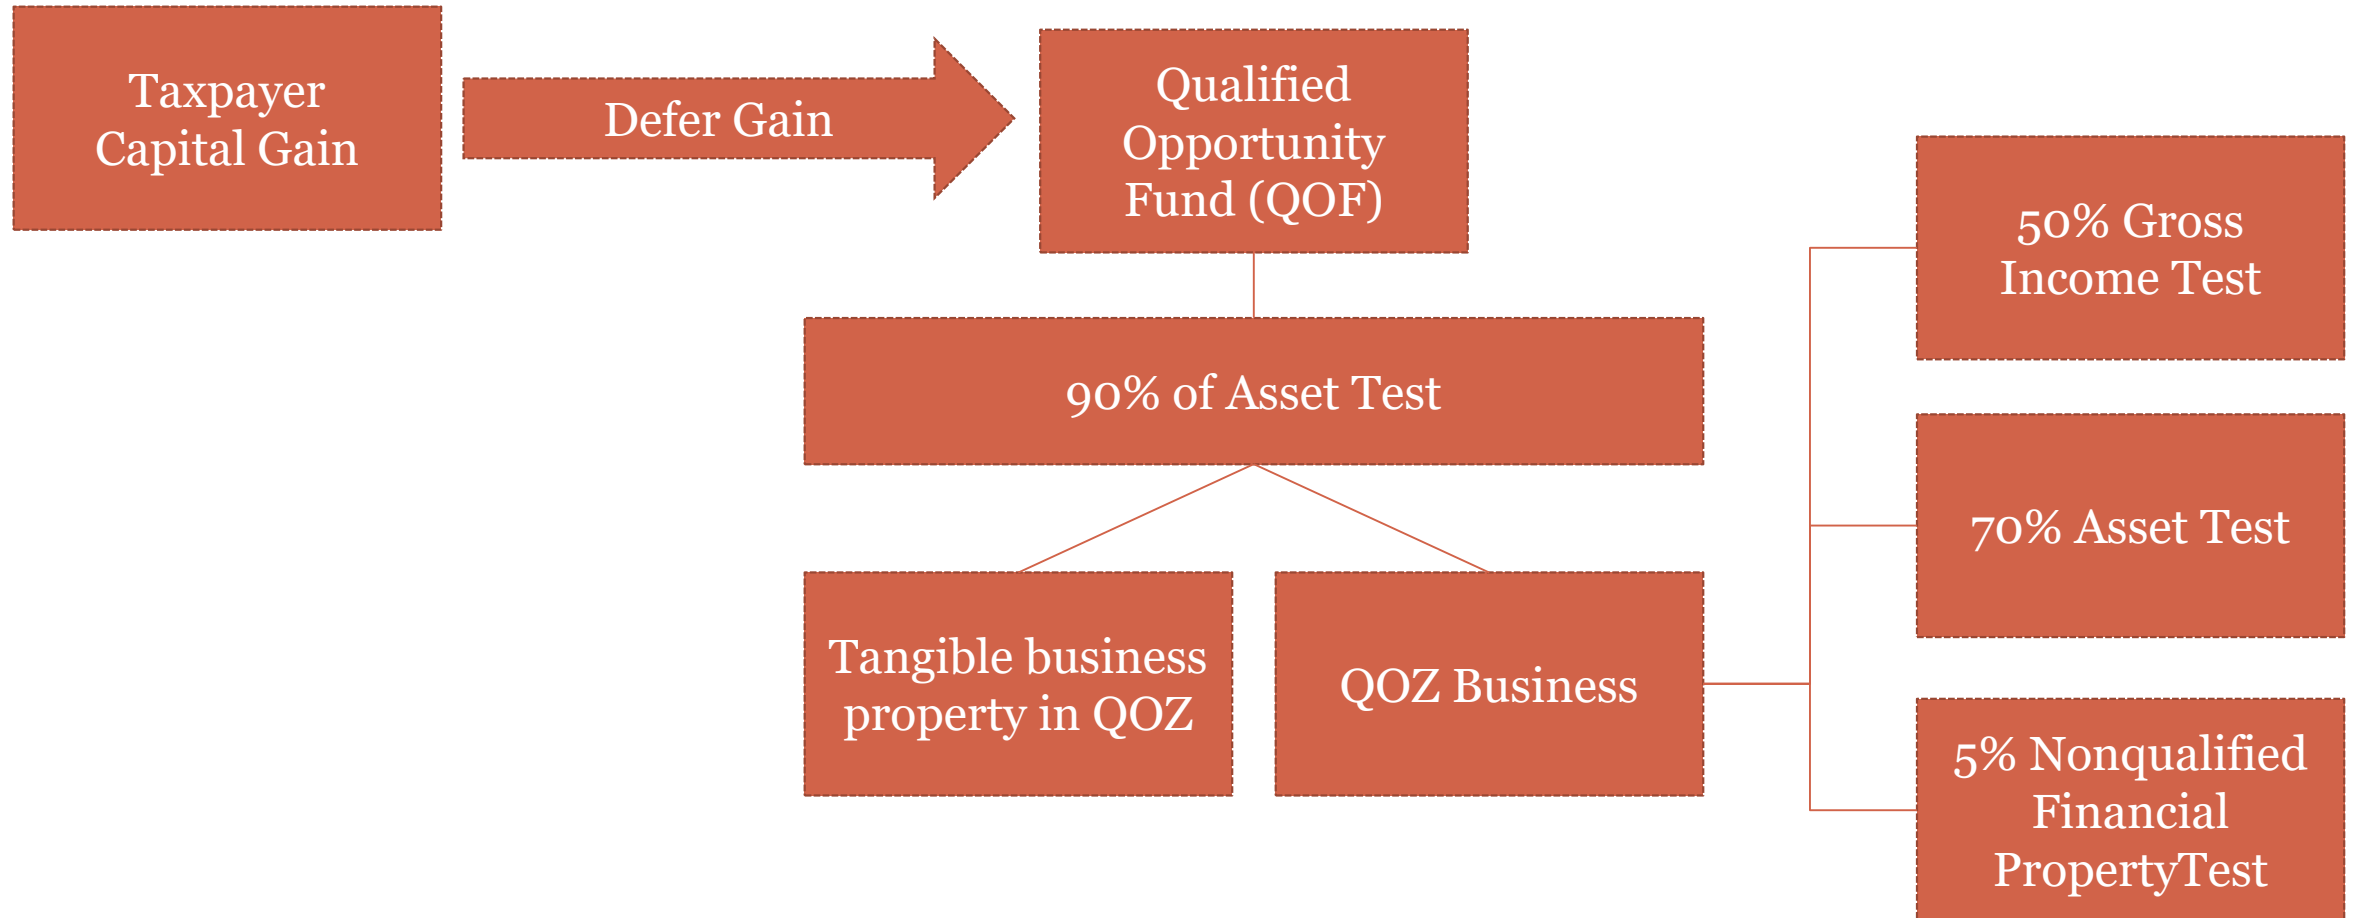 Taxpayer
Capital Gain
Defer Gain
Qualified
Opportunity
Fund (QOF)
90% of Asset Test
Tangible business
property in QOZ
QOZ Business
50% Gross
Income Test
70% Asset Test
5% Nonqualified
Financial
PropertyTest